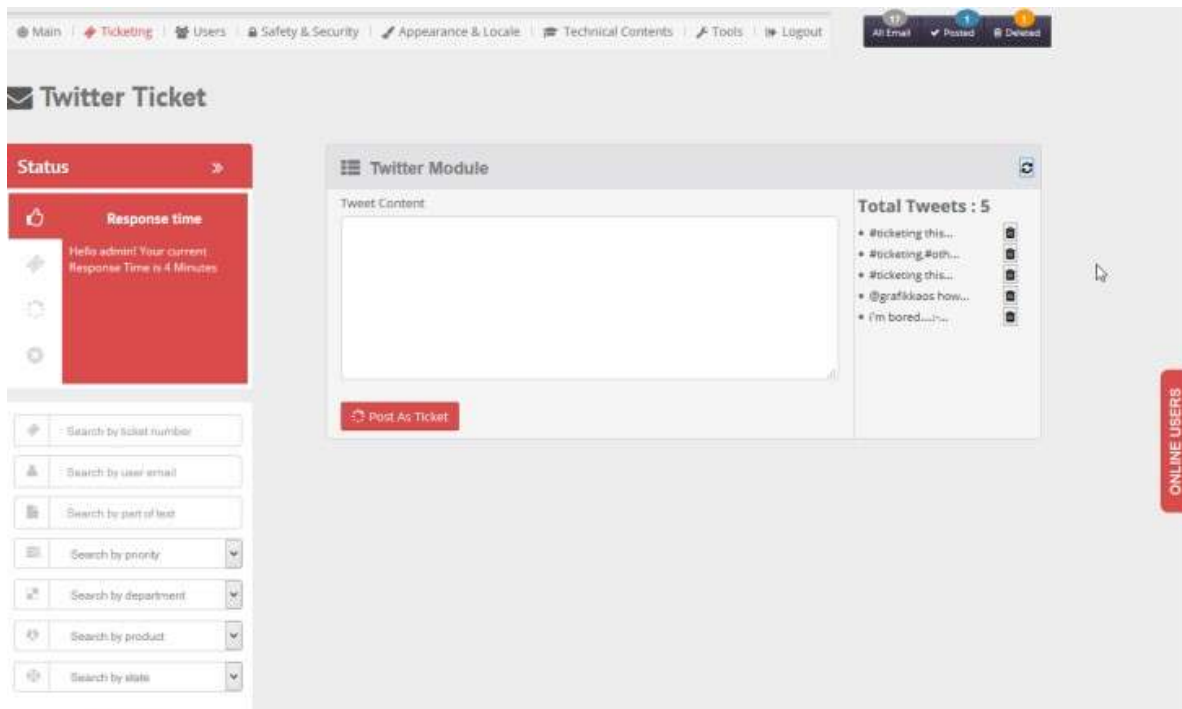 Main Ticketing Users Safety & Security Appearance & Locale Technical Contents Tools Logout
17 1 1
All Email Posted Deleted
Twitter Ticket
Status
Response time
Hello admin! Your current
Response Time is 4 Minutes
Search by ticket number
Search by user email
Search by part of text
Search by priority
Search by department
Search by product
Search by state
Twitter Module
Tweet Content
Post As Ticket
Total Tweets : 5
#ticketing this...
#ticketing,#oth...
#ticketing this...
@grafikkaos how...
i'm bored....:-...
ONLINE USERS